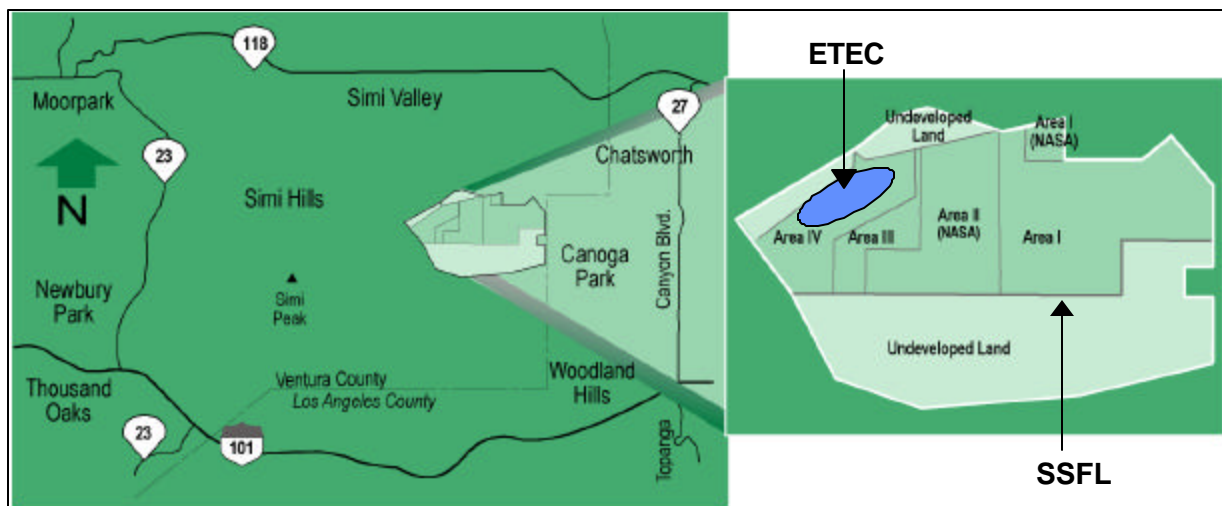 118
Moorpark
Simi Valley
27
23
Chatsworth
N
Simi Hills
Canyon Blvd.
Canoga
Park
Newbury
Park
Simi
Peak
Ventura County
Los Angeles County
Woodland
Hills
Thousand
Oaks
23
101
Topanga
ETEC
Undeveloped
Land
Area I
(NASA)
Area IV
Area III
Area II
(NASA)
Area I
Undeveloped Land
SSFL